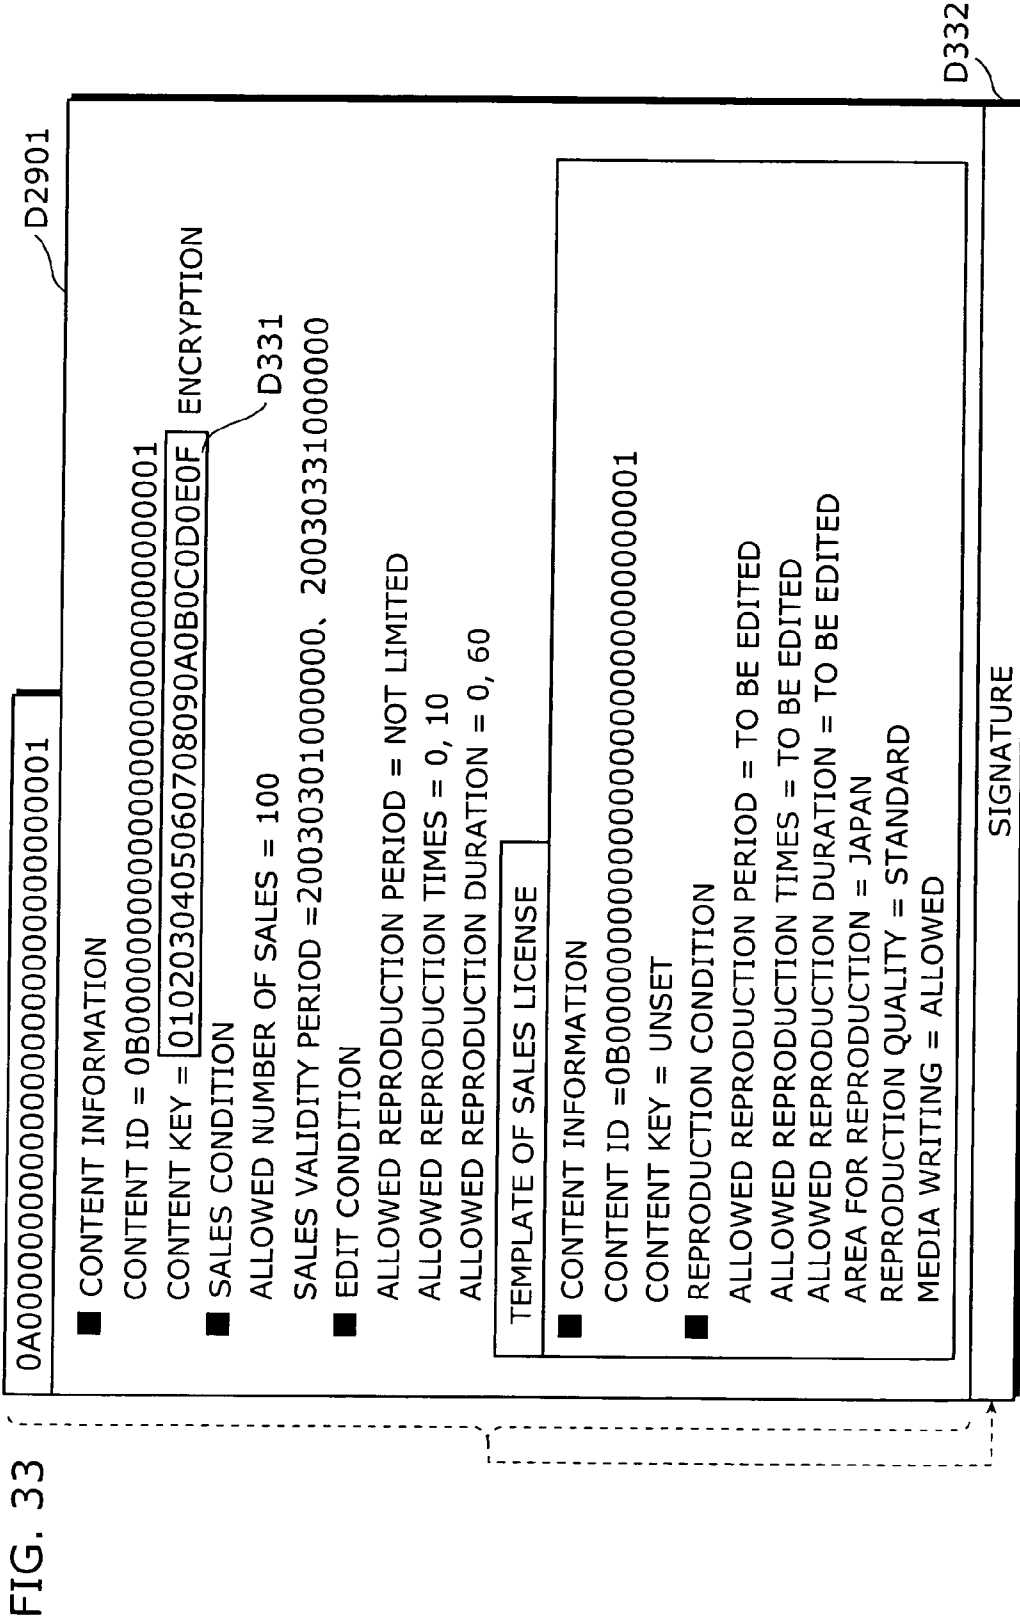 FIG. 33
D2901
0A000000000000000000000000000001
■ CONTENT INFORMATION
CONTENT ID = 0B000000000000000000000000000001
CONTENT KEY = 0102030405060708090A0B0C0D0E0F ENCRYPTION
D331
■ SALES CONDITION
ALLOWED NUMBER OF SALES = 100
SALES VALIDITY PERIOD =20030301000000、20030331000000
■ EDIT CONDITION
ALLOWED REPRODUCTION PERIOD = NOT LIMITED
ALLOWED REPRODUCTION TIMES = 0, 10
ALLOWED REPRODUCTION DURATION = 0, 60
TEMPLATE OF SALES LICENSE
■ CONTENT INFORMATION
CONTENT ID =0B000000000000000000000000000001
CONTENT KEY = UNSET
■ REPRODUCTION CONDITION
ALLOWED REPRODUCTION PERIOD = TO BE EDITED
ALLOWED REPRODUCTION TIMES = TO BE EDITED
ALLOWED REPRODUCTION DURATION = TO BE EDITED
AREA FOR REPRODUCTION = JAPAN
REPRODUCTION QUALITY = STANDARD
MEDIA WRITING = ALLOWED
D332
SIGNATURE